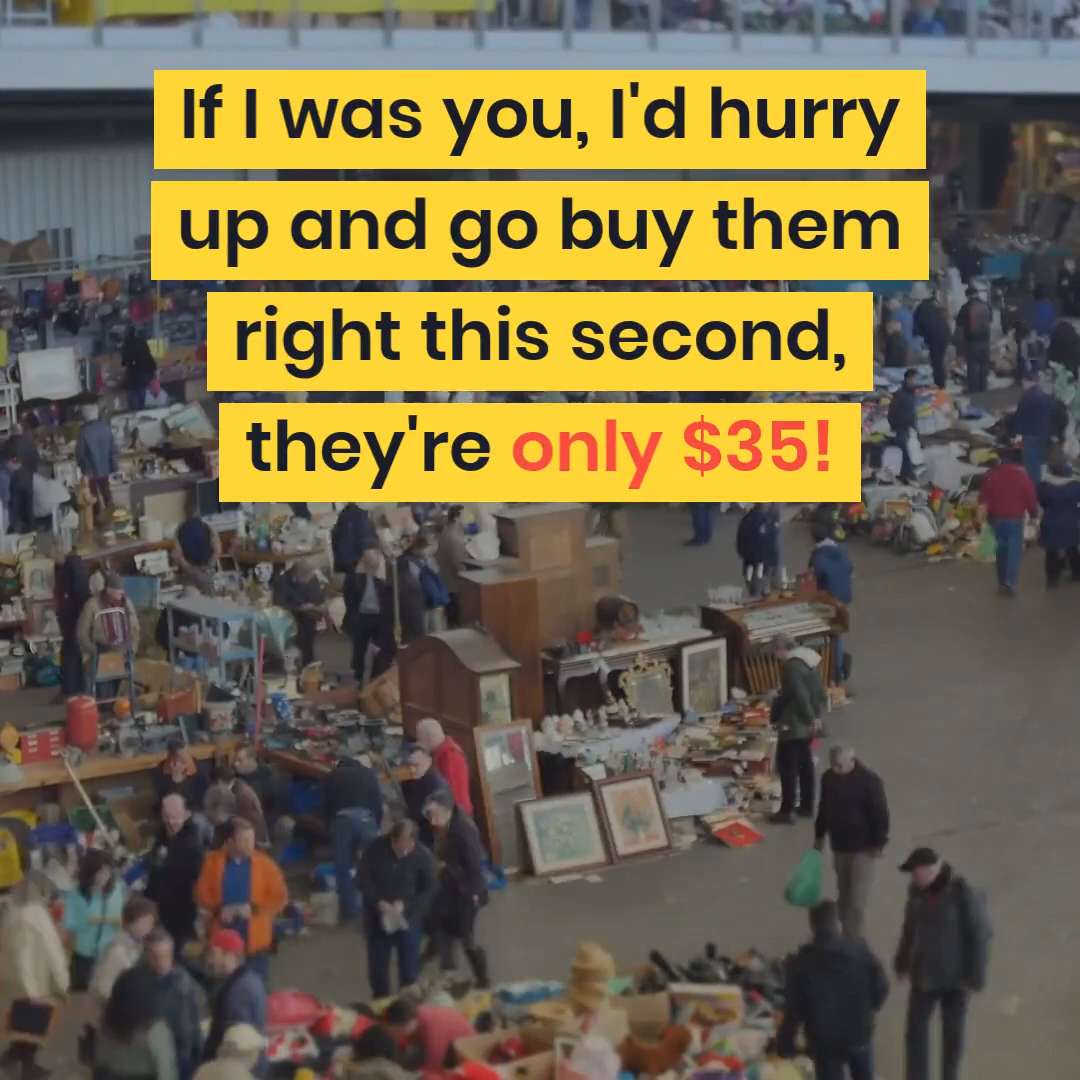 If I was you, I'd hurry
up and go buy them
right this second,
they're only $35!